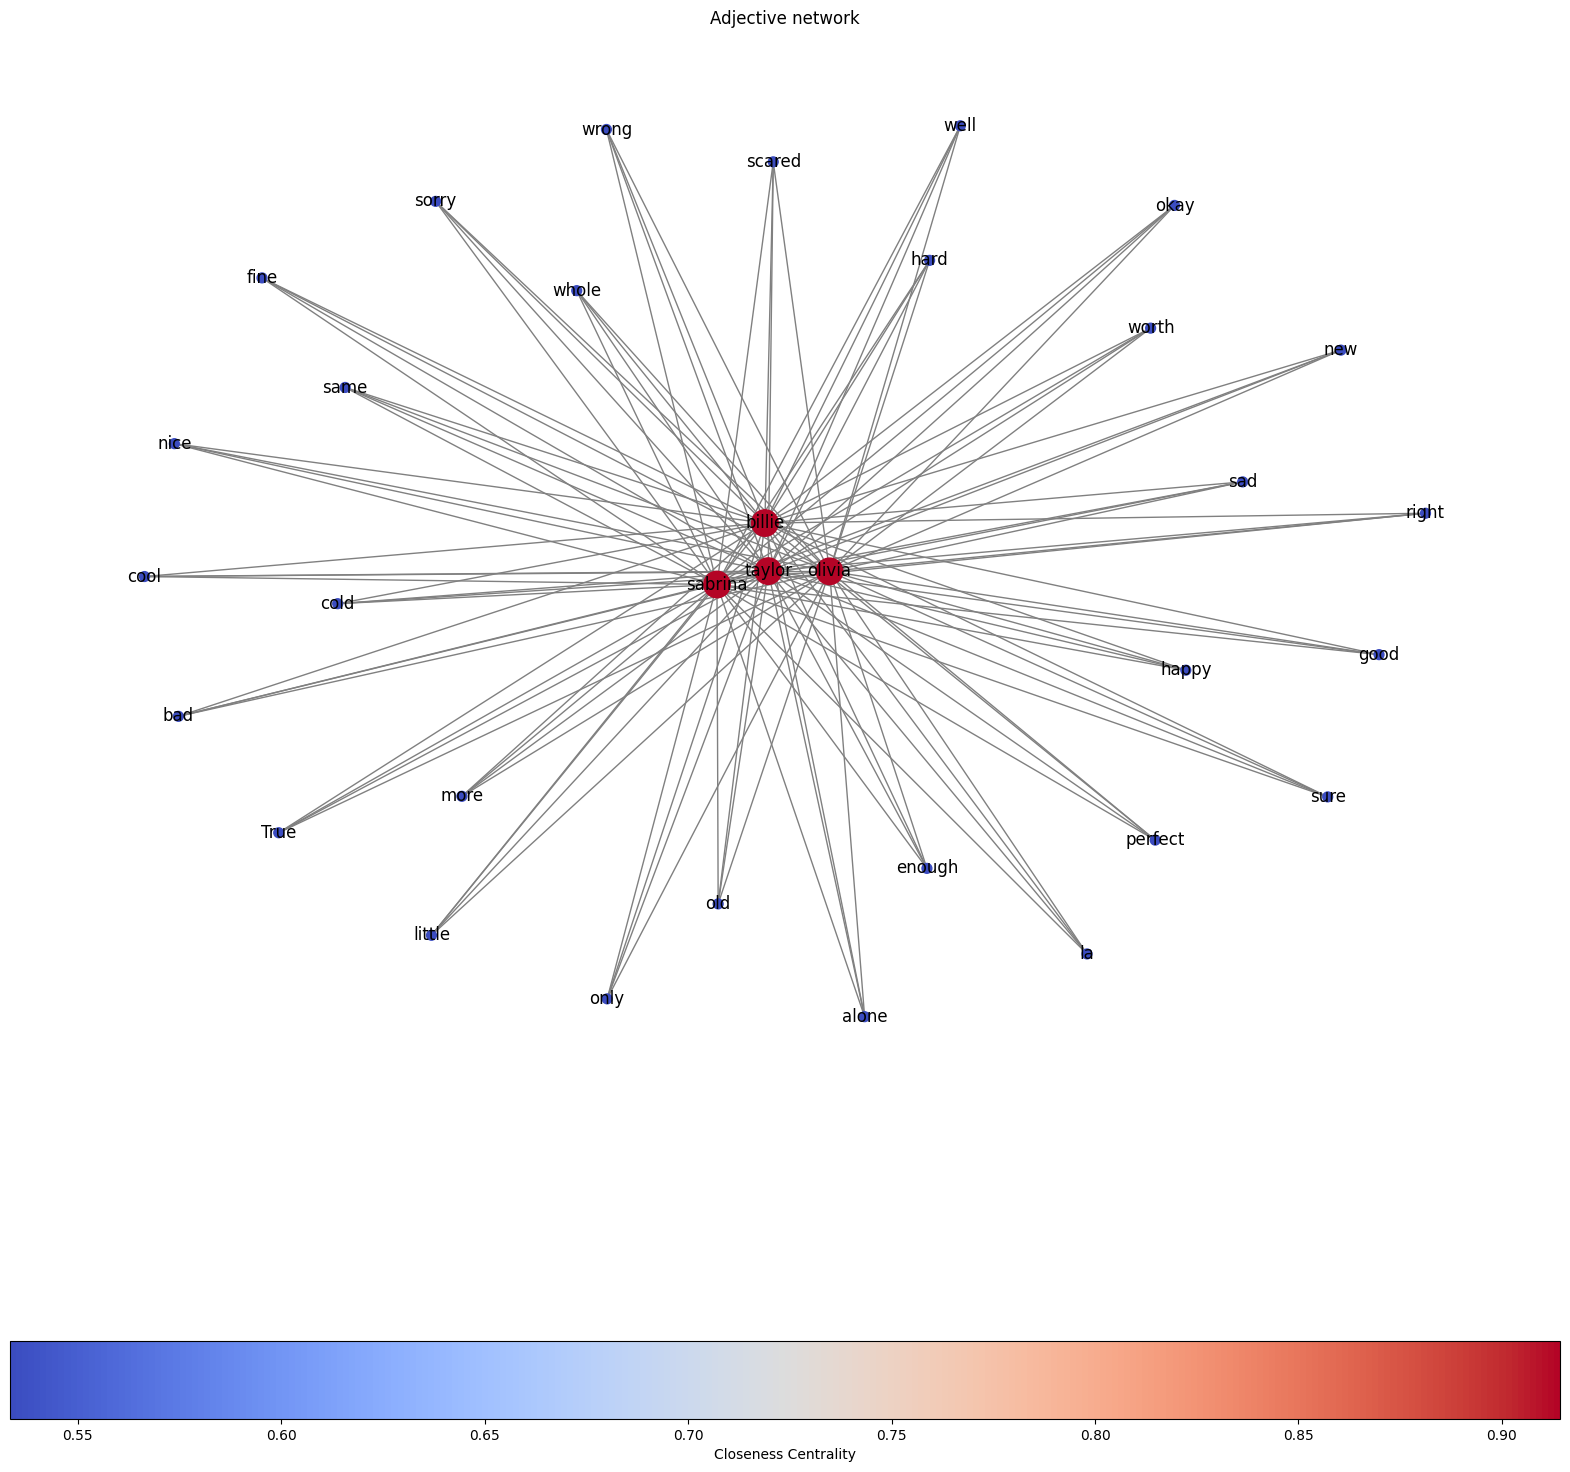 Adjective network
wrong
well
scared
sorry
okay
hard
fine
whole
worth
new
same
nice
sad
right
billie
taylor
olivia
cool
sabrina
cold
good
happy
bad
more
sure
True
perfect
enough
old
little
la
only
alone
0.55 0.60 0.65 0.70 0.75 0.80 0.85 0.90
Closeness Centrality